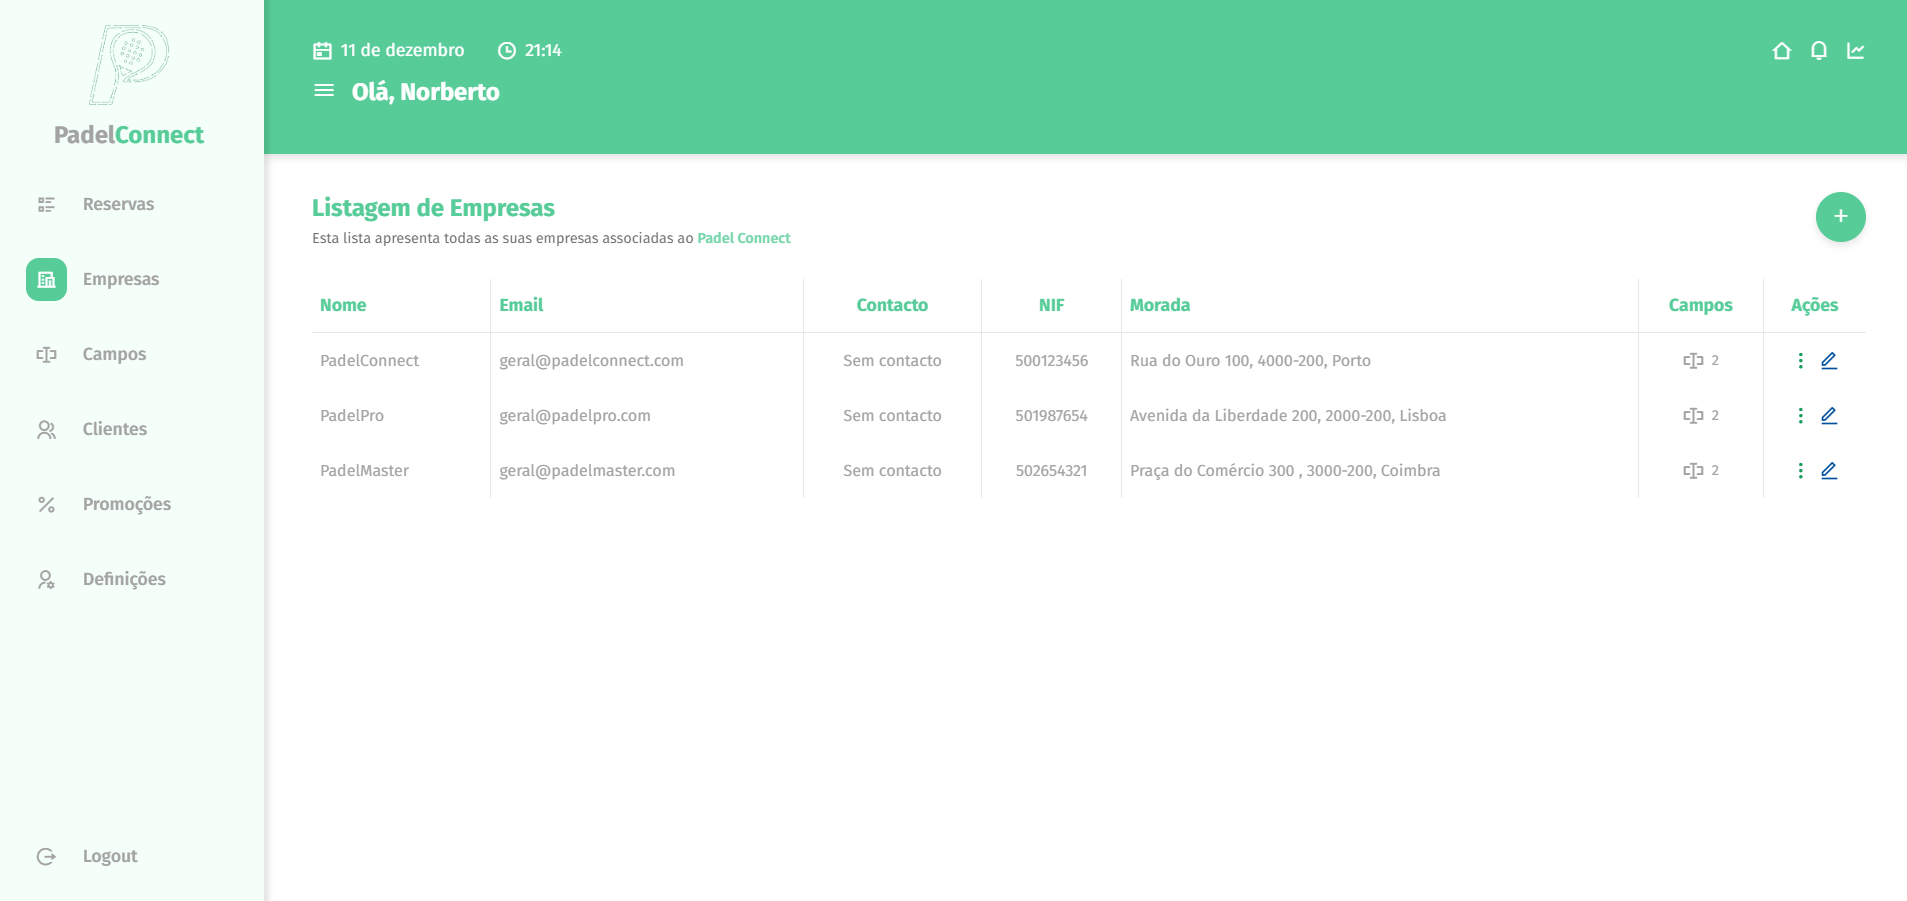 PadelConnect
Reservas
Empresas
Campos
Clientes
Promoções
Definições
Logout
11 de dezembro 21:14
Olá, Norberto
Listagem de Empresas
Esta lista apresenta todas as suas empresas associadas ao Padel Connect
+
Nome Email Contacto NIF Morada Campos Ações
PadelConnect geral@padelconnect.com Sem contacto 500123456 Rua do Ouro 100, 4000-200, Porto 2
PadelPro geral@padelpro.com Sem contacto 501987654 Avenida da Liberdade 200, 2000-200, Lisboa 2
PadelMaster geral@padelmaster.com Sem contacto 502654321 Praça do Comércio 300 , 3000-200, Coimbra 2